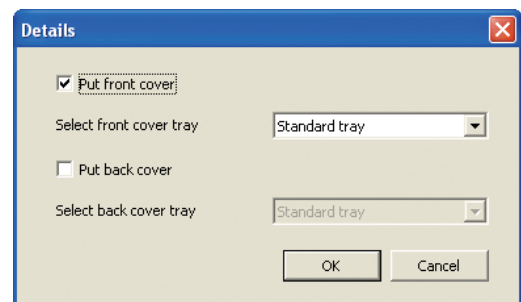 Details
Put front cover
Select front cover tray Standard tray
Put back cover
Select back cover tray Standard tray
OK Cancel